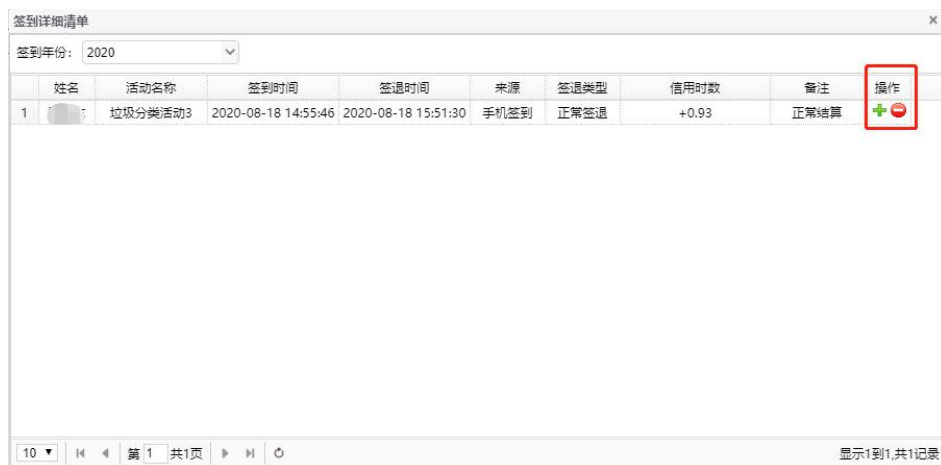 签到详细清单
签到年份: 2020
姓名 活动名称 签到时间 签退时间 来源 签退类型 信用时数 备注 操作
1 垃圾分类活动3 2020-08-18 14:55:46 2020-08-18 15:51:30 手机签到 正常签退 +0.93 正常结算
10 第 1 共1页 显示1到1,共1记录